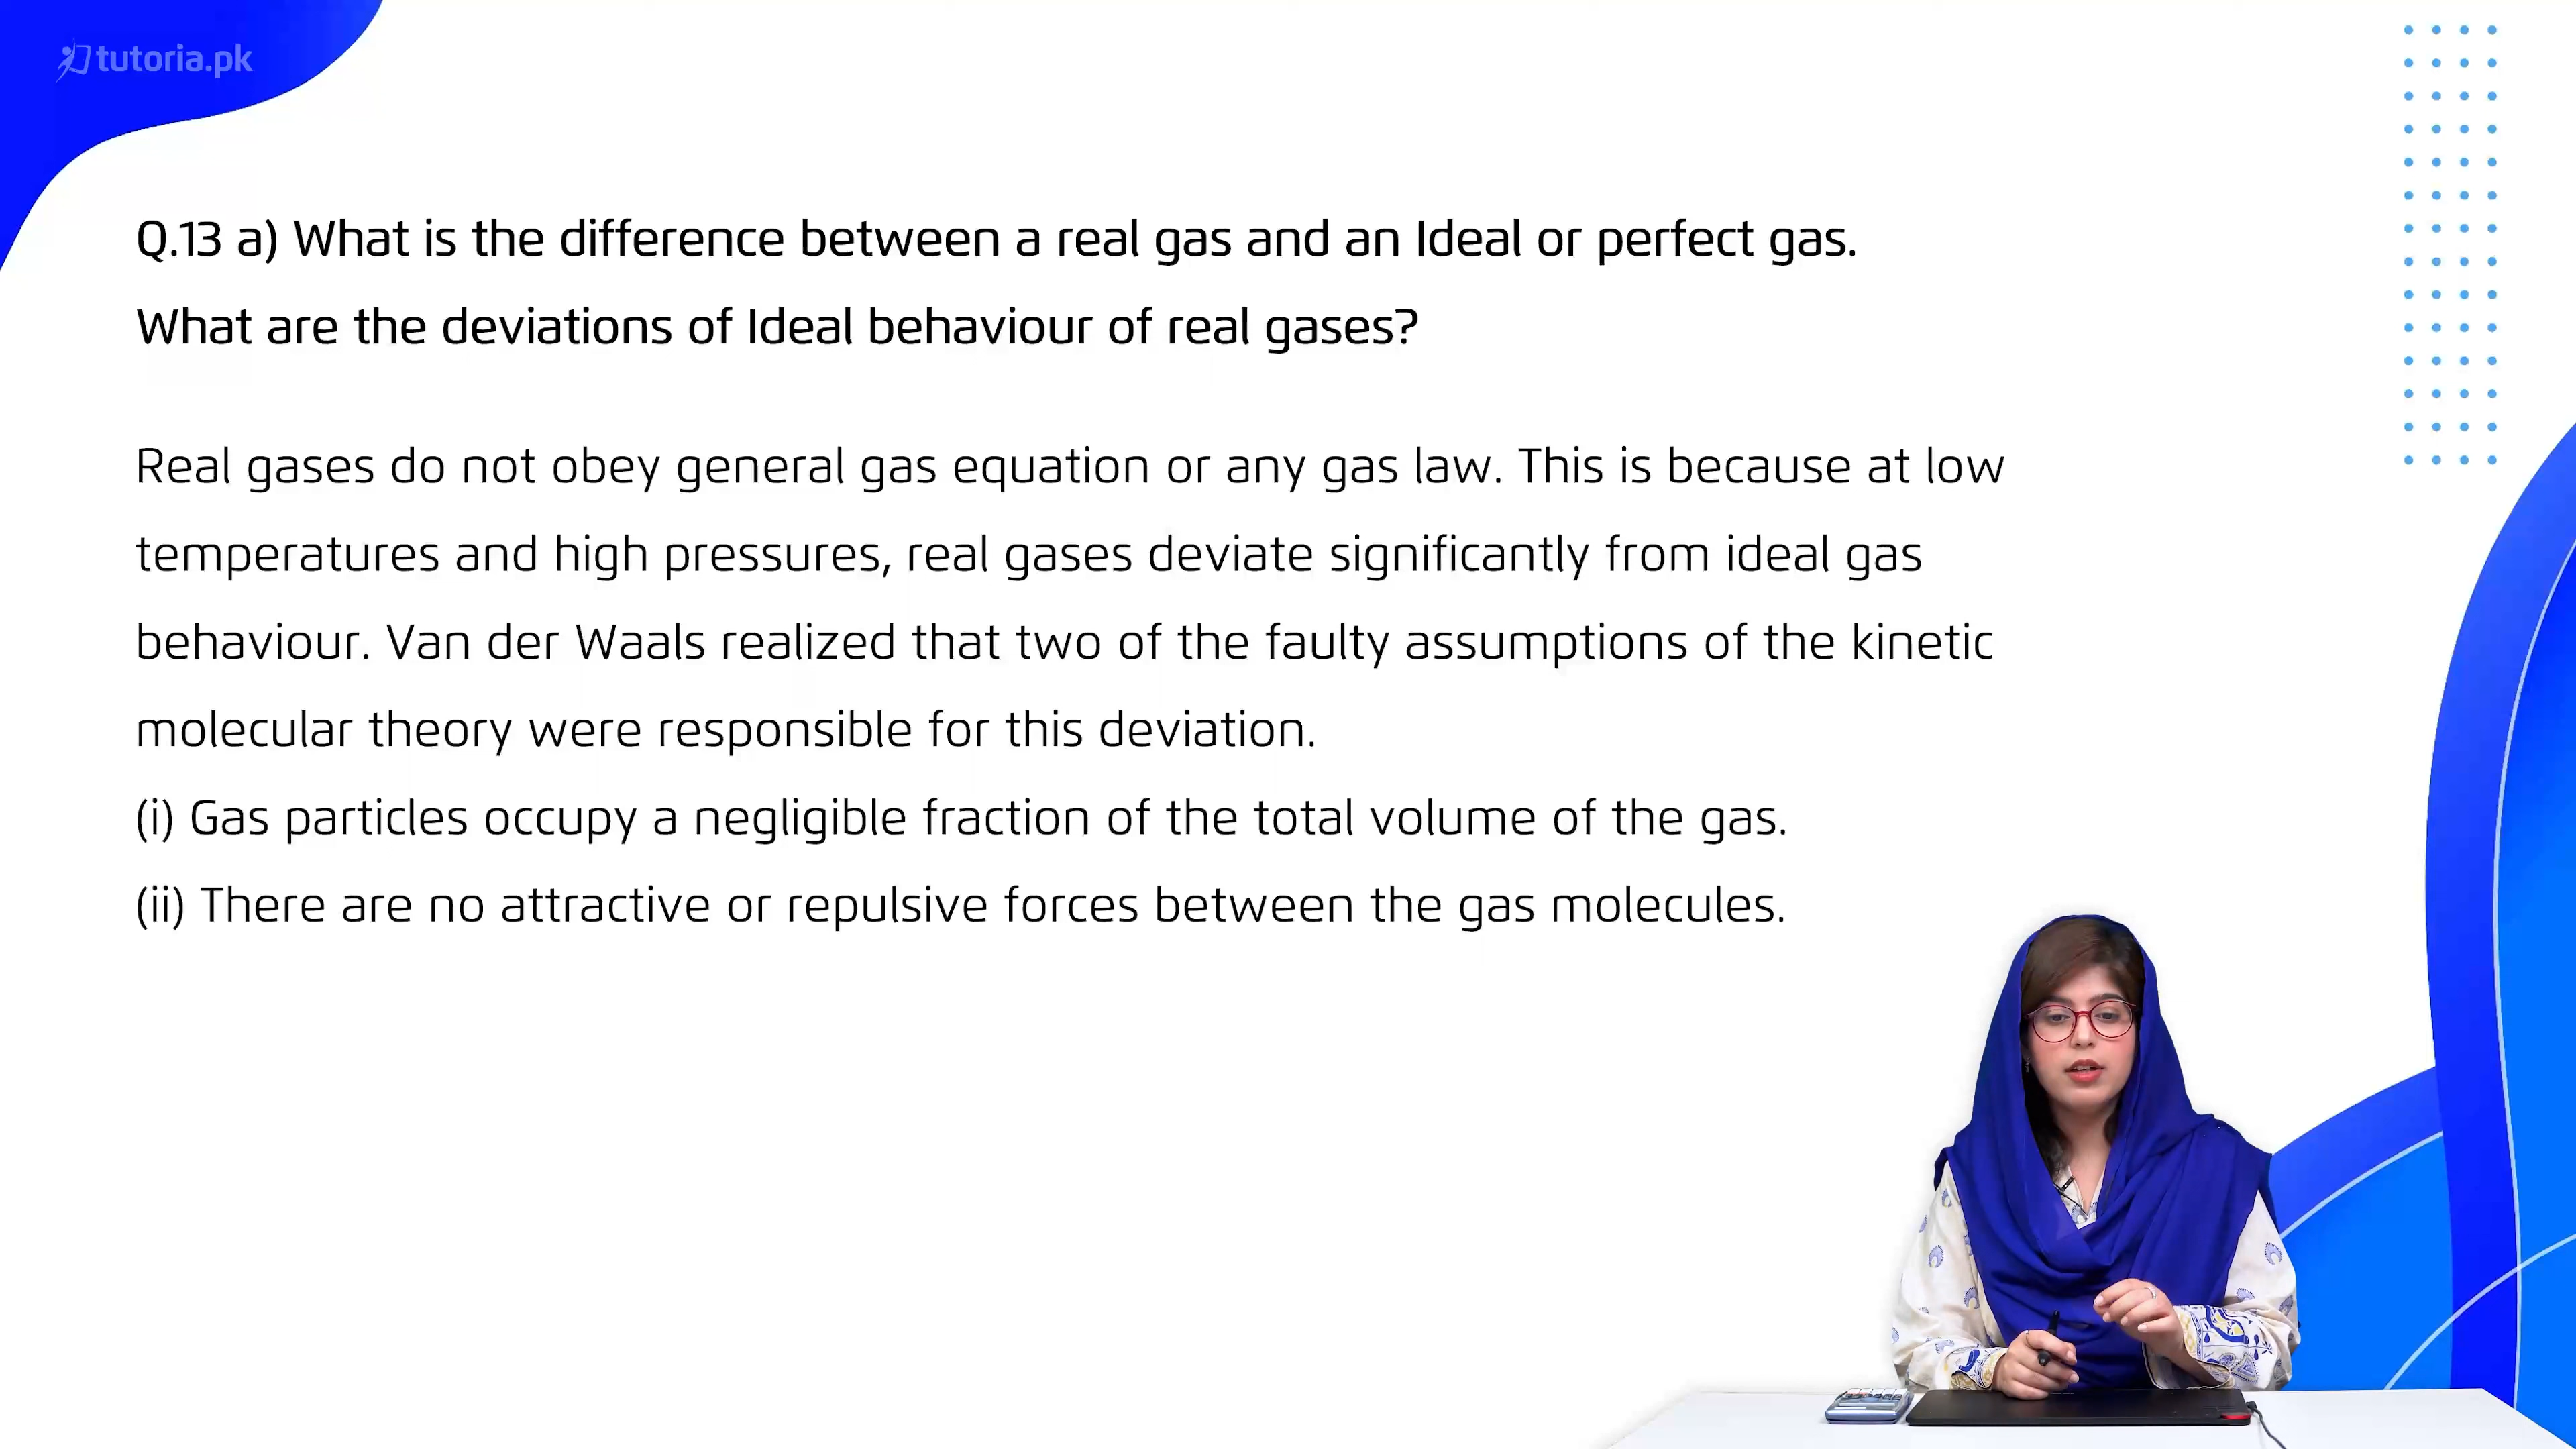 tutoria.pk
Q.13 a) What is the difference between a real gas and an Ideal or perfect gas.
What are the deviations of Ideal behaviour of real gases?
Real gases do not obey general gas equation or any gas law. This is because at low
temperatures and high pressures, real gases deviate significantly from ideal gas
behaviour. Van der Waals realized that two of the faulty assumptions of the kinetic
molecular theory were responsible for this deviation.
(i) Gas particles occupy a negligible fraction of the total volume of the gas.
(ii) There are no attractive or repulsive forces between the gas molecules.